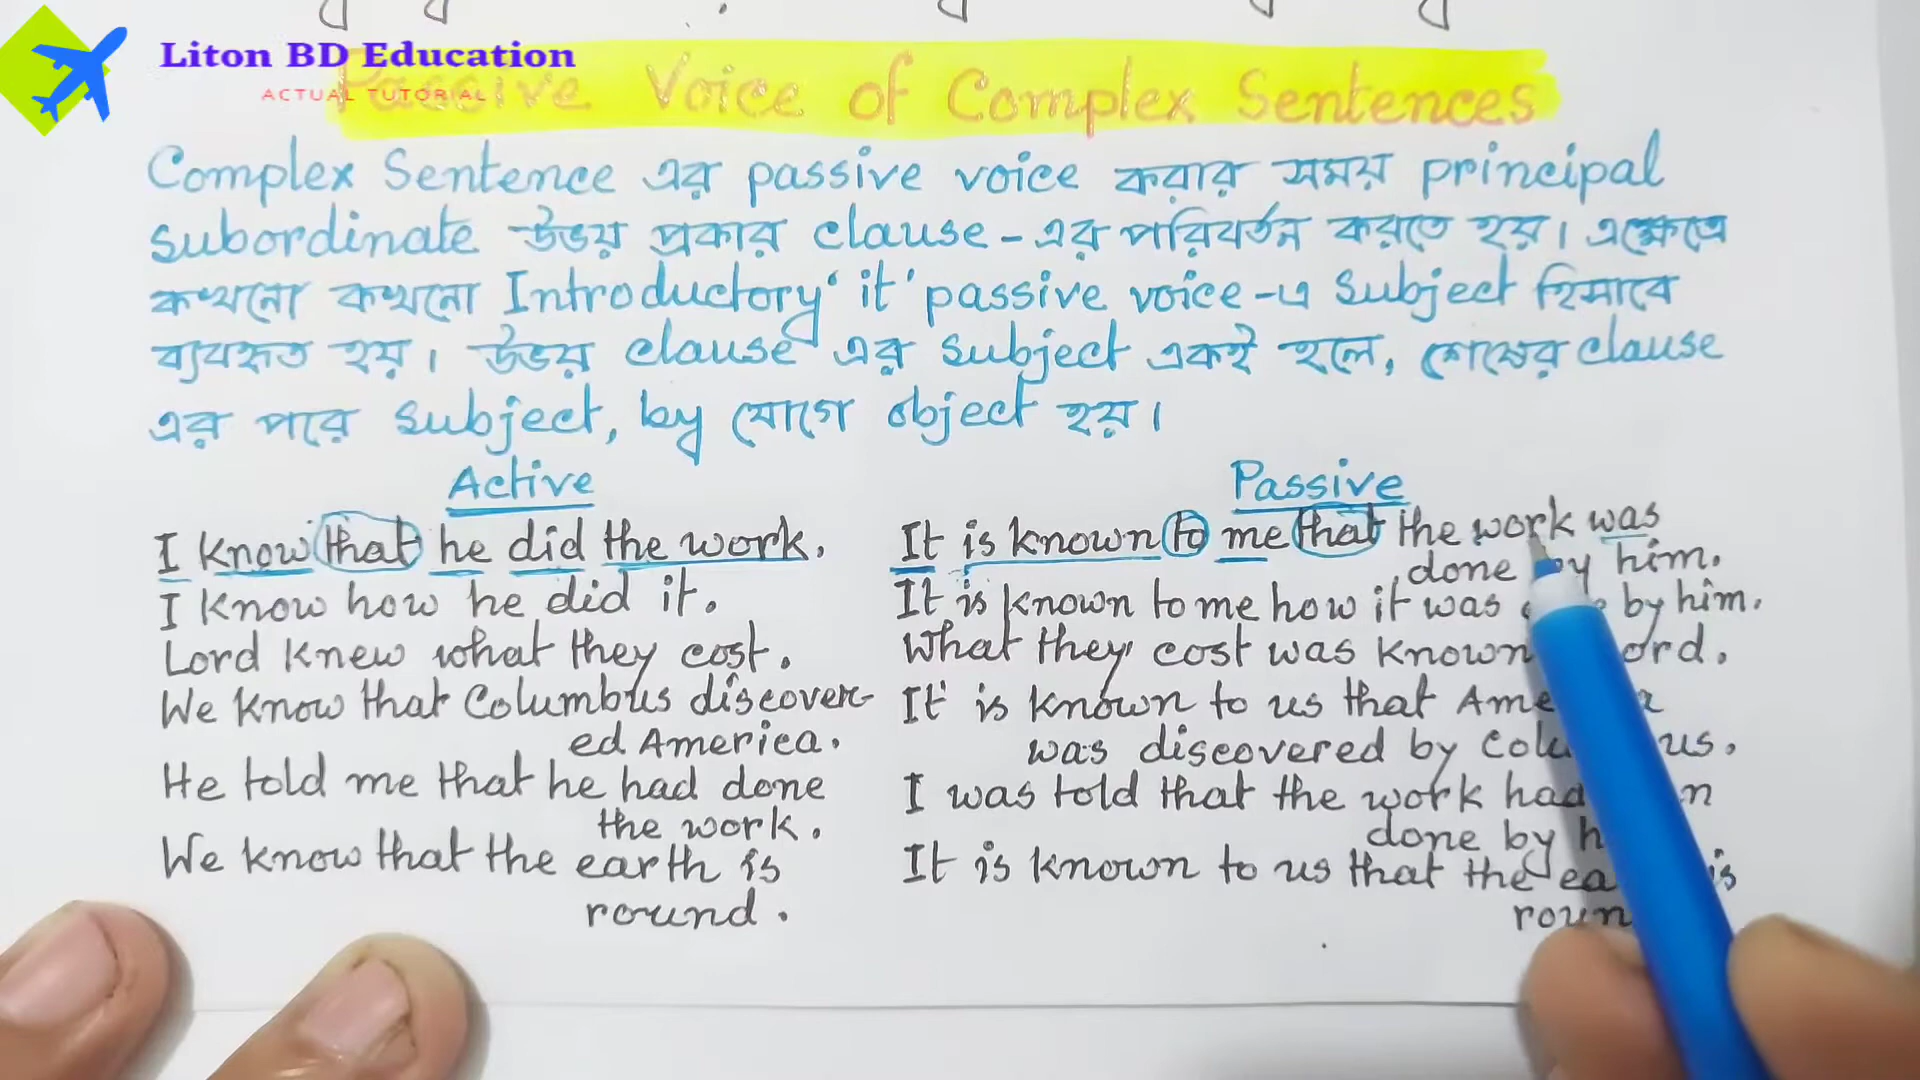 Liton BD Education
ACTUAL TUTORIAL
Passive Voice of Complex Sentences
Complex Sentence এর passive voice করার সময় principal
subordinate উভয় প্রকার clause-এর পরিবর্তন করতে হয়। এক্ষেত্রে
কখনো কখনো Introductory 'it' passive voice-এ subject হিসাবে
ব্যবহৃত হয়। উভয় clause এর subject একই হলে, শেষের clause
এর পরে subject, by যোগে object হয়।
Active
I know that he did the work.
I know how he did it.
Lord knew what they cost.
We know that Columbus discover-
ed America.
He told me that he had done
the work.
We know that the earth is
round.
Passive
It is known to me that the work was
done by him.
It is known to me how it was by him.
What they cost was known
It is known to us that
was discovered by
I was told that the work had
done by
It is known to us that the is